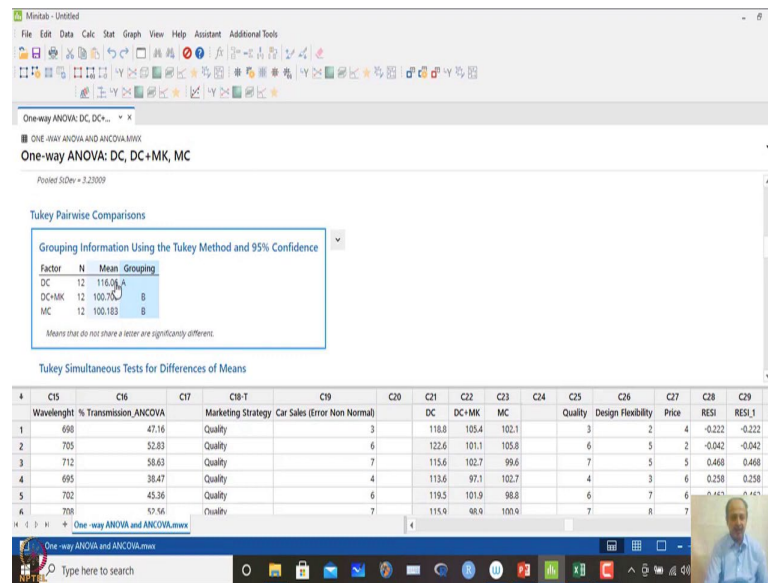 Minitab - Untitled
File Edit Data Calc Stat Graph View Help Assistant Additional Tools
One-way ANOVA: DC, DC+...
ONE -WAY ANOVA AND ANCOVA.MWX
One-way ANOVA: DC, DC+MK, MC
Pooled StDev = 3.23009
Tukey Pairwise Comparisons
Grouping Information Using the Tukey Method and 95% Confidence
Factor N Mean Grouping
DC 12 116.0 A
DC+MK 12 100.70 B
MC 12 100.183 B
Means that do not share a letter are significantly different.
Tukey Simultaneous Tests for Differences of Means
C15 C16 C17 C18-T C19 C20 C21 C22 C23 C24 C25 C26 C27 C28 C29
Wavelenght % Transmission_ANCOVA Marketing Strategy Car Sales (Error Non Normal) DC DC+MK MC Quality Design Flexibility Price RESI RESI_1
1 698 47.16 Quality 3 118.8 105.4 102.1 3 2 4 -0.222 -0.222
2 705 52.83 Quality 6 122.6 101.1 105.8 6 5 2 -0.042 -0.042
3 712 58.63 Quality 7 115.6 102.7 99.6 7 5 5 0.468 0.468
4 695 38.47 Quality 4 113.6 97.1 102.7 4 3 6 0.258 0.258
5 702 45.36 Quality 6 119.5 101.9 98.8 6 7 6
6 708 52.56 Quality 7 115.9 98.9 100.9 7 8 7
One -way ANOVA and ANCOVA.mwx
One -way ANOVA and ANCOVA.mwx
Type here to search
NPTEL